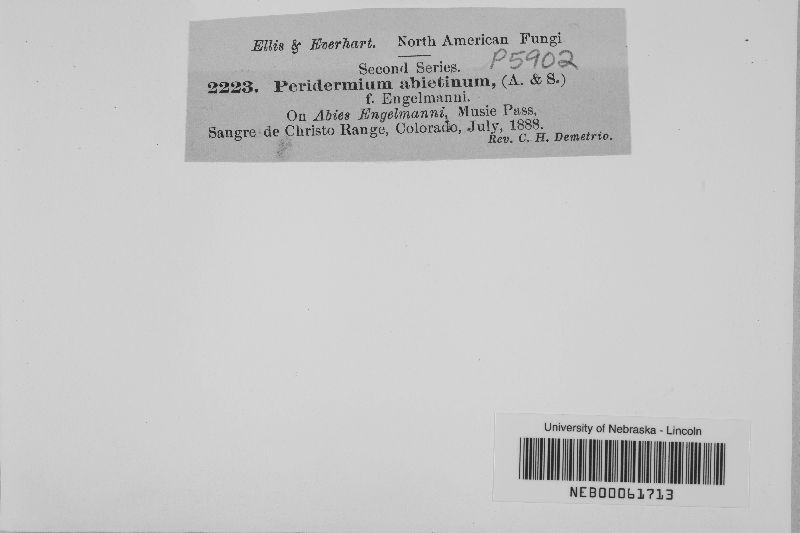 Ellis & Everhart. North American Fungi
P5902
Second Series.
2223. Peridermium abietinum, (A. & S.)
f. Engelmanni.
On Abies Engelmanni, Musie Pass,
Sangre de Christo Range, Colorado, July, 1888.
Rev. C. H. Demetrio.
University of Nebraska - Lincoln
NEB00061713